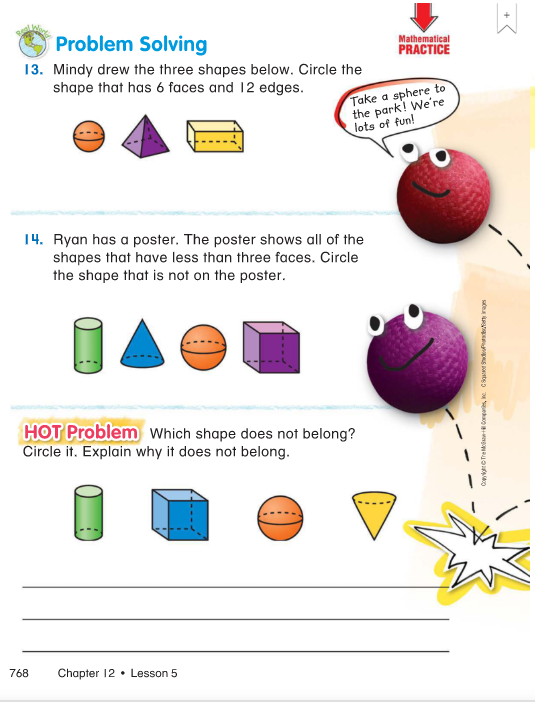 Real World
Problem Solving
Mathematical
PRACTICE
+
13. Mindy drew the three shapes below. Circle the
shape that has 6 faces and 12 edges.
Take a sphere to
the park! We're
lots of fun!
14. Ryan has a poster. The poster shows all of the
shapes that have less than three faces. Circle
the shape that is not on the poster.
HOT Problem Which shape does not belong?
Circle it. Explain why it does not belong.
Copyright © The McGraw-Hill Companies, Inc. C Squared Studios/Photodisc/Getty Images
768 Chapter 12 • Lesson 5